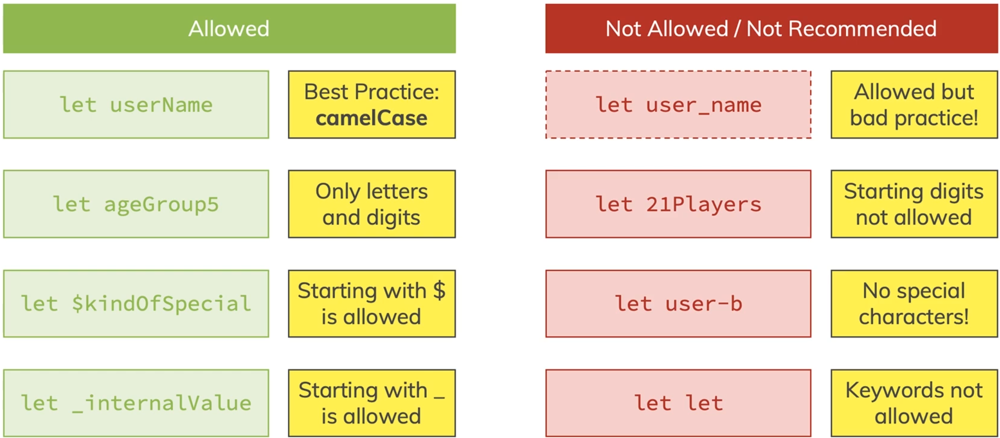 Allowed
Not Allowed / Not Recommended
let userName
Best Practice:
camelCase
let user_name
Allowed but
bad practice!
let ageGroup5
Only letters
and digits
let 21Players
Starting digits
not allowed
let $kindOfSpecial
Starting with $
is allowed
let user-b
No special
characters!
let _internalValue
Starting with _
is allowed
let let
Keywords not
allowed